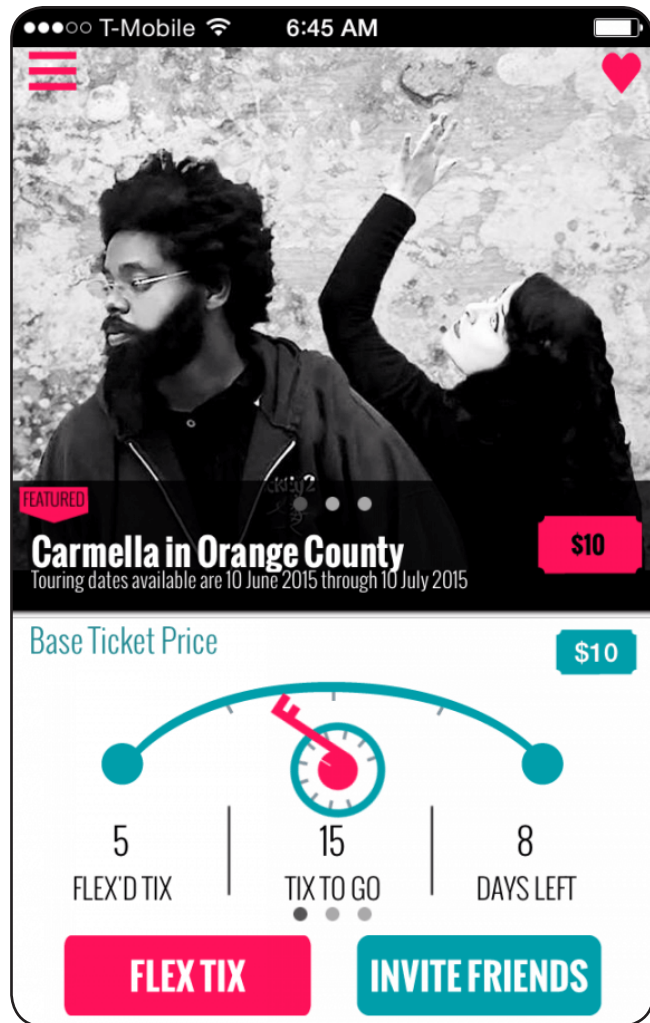 T-Mobile 6:45 AM
FEATURED
Carmella in Orange County
$10
Touring dates available are 10 June 2015 through 10 July 2015
Base Ticket Price
$10
5 15 8
FLEX'D TIX TIX TO GO DAYS LEFT
FLEX TIX INVITE FRIENDS